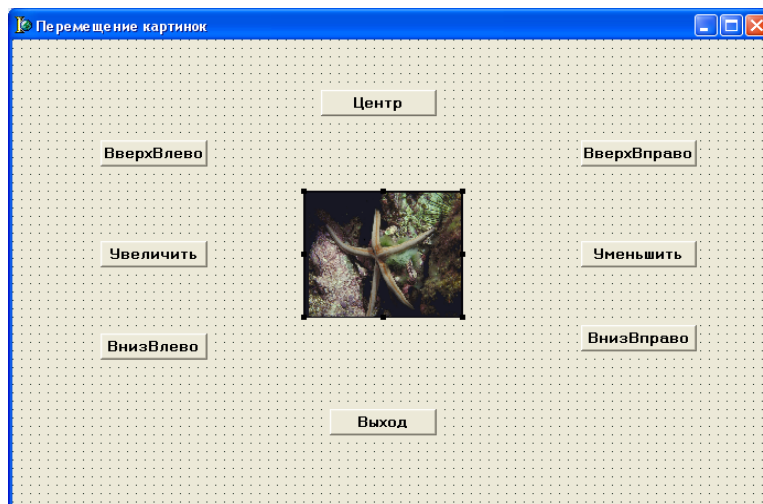 Перемещение картинок
Центр
ВверхВлево
ВверхВправо
Увеличить
Уменьшить
ВнизВлево
ВнизВправо
Выход